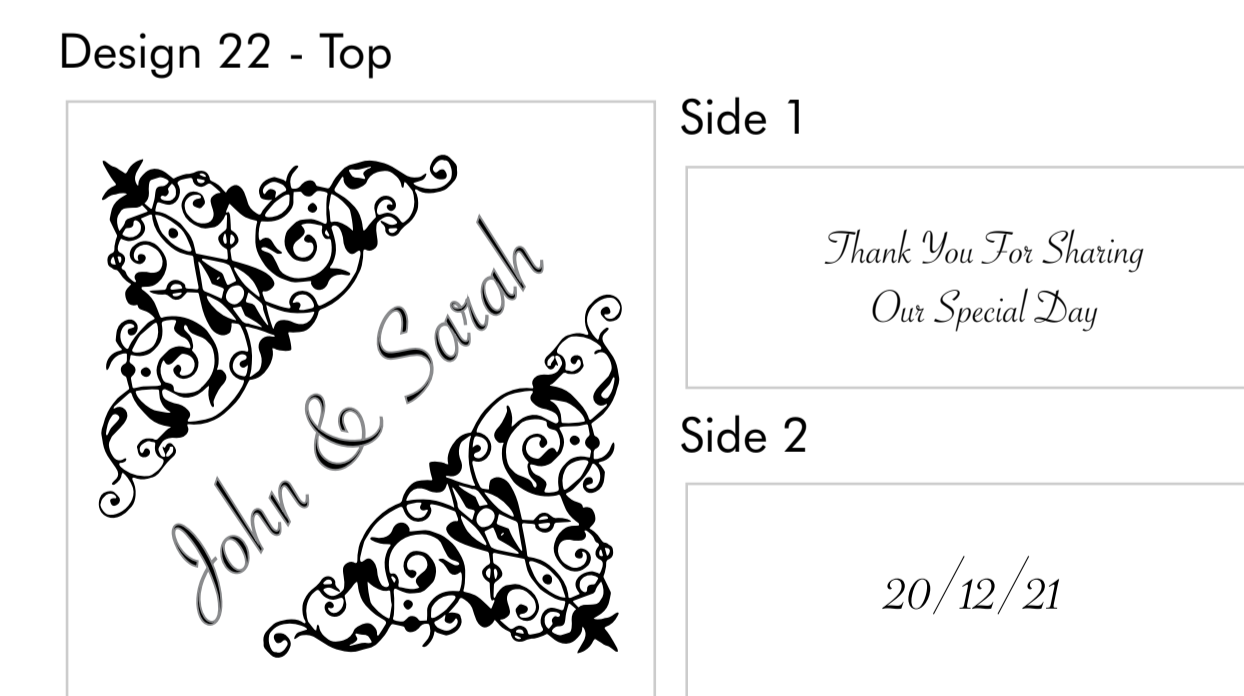 Design 22 - Top
John & Sarah
Side 1
Thank You For Sharing
Our Special Day
Side 2
20/12/21